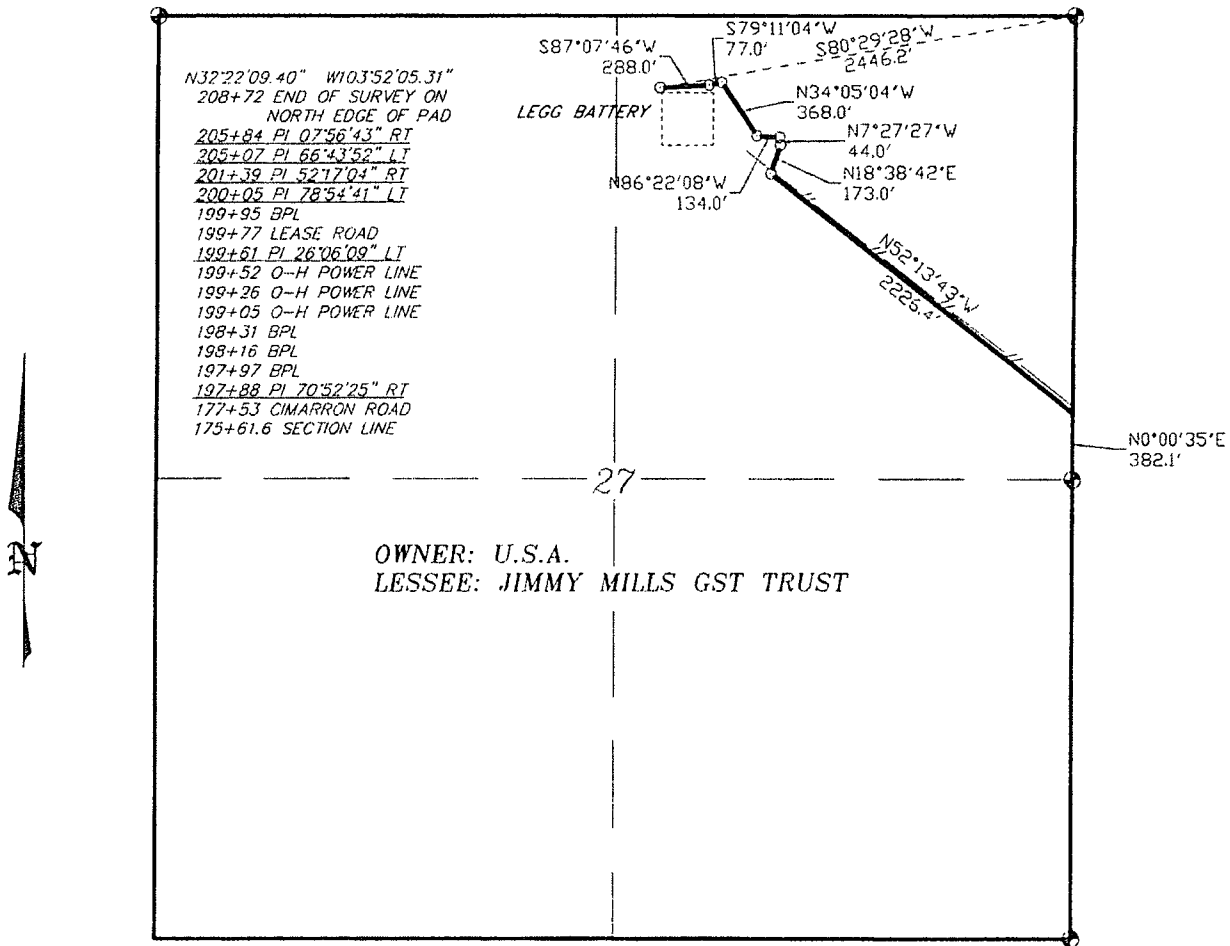 S79°11'04"W
77.0'
S80°29'28"W
2446.2'
S87°07'46"W
288.0'
N32°22'09.40" W103°52'05.31"
208+72 END OF SURVEY ON
NORTH EDGE OF PAD
205+84 PI 07°56'43" RT
205+07 PI 66°43'52" LT
201+39 PI 52°17'04" RT
200+05 PI 78°54'41" LT
199+95 BPL
199+77 LEASE ROAD
199+61 PI 26°06'09" LT
199+52 O-H POWER LINE
199+26 O-H POWER LINE
199+05 O-H POWER LINE
198+31 BPL
198+16 BPL
197+97 BPL
197+88 PI 70°52'25" RT
177+53 CIMARRON ROAD
175+61.6 SECTION LINE
LEGG BATTERY
N34°05'04"W
368.0'
N7°27'27"W
44.0'
N18°38'42"E
173.0'
N86°22'08"W
134.0'
N52°13'43"W
2226.4'
N0°00'35"E
382.1'
27
N
OWNER: U.S.A.
LESSEE: JIMMY MILLS GST TRUST